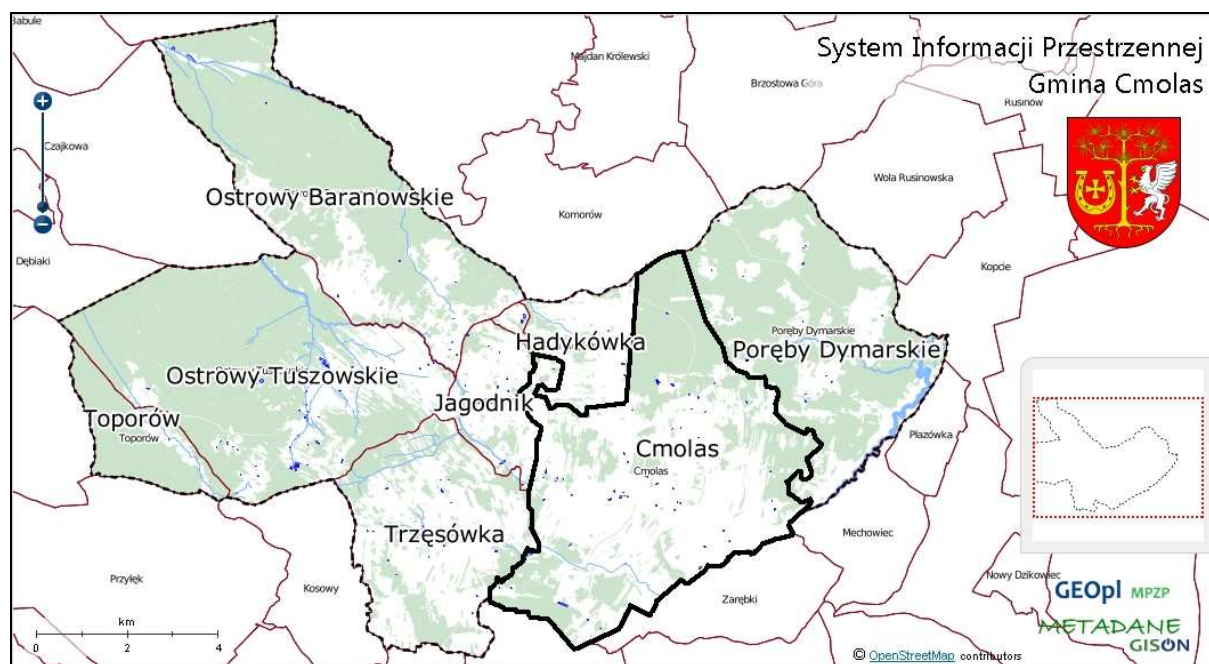 Babule
System Informacji Przestrzennej
Gmina Cmolas
Majdan Królewski
Brzostowa Góra
Rusinów
+
Czajkowa
Wola Rusinowska
Ostrowy Baranowskie
Komorów
−
Dębiaki
Kopcie
Poręby Dymarskie
Hadykówka
Poręby Dymarskie
Ostrowy Tuszowskie
Jagodnik
Toporów
Toporów
Płazówka
Cmolas
Cmolas
Trzęsówka
Mechowiec
Przyłęk
Kosowy
Zarębki
Nowy Dzikowiec
GEOpl MPZP
km
METADANE
GISON
0 2 4
© OpenStreetMap contributors